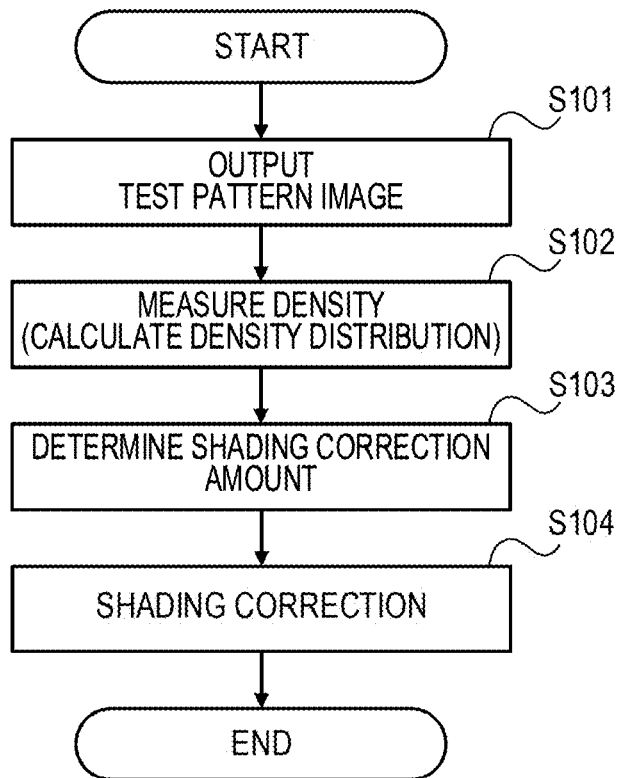 START
S101
OUTPUT
TEST PATTERN IMAGE
S102
MEASURE DENSITY
(CALCULATE DENSITY DISTRIBUTION)
S103
DETERMINE SHADING CORRECTION
AMOUNT
S104
SHADING CORRECTION
END